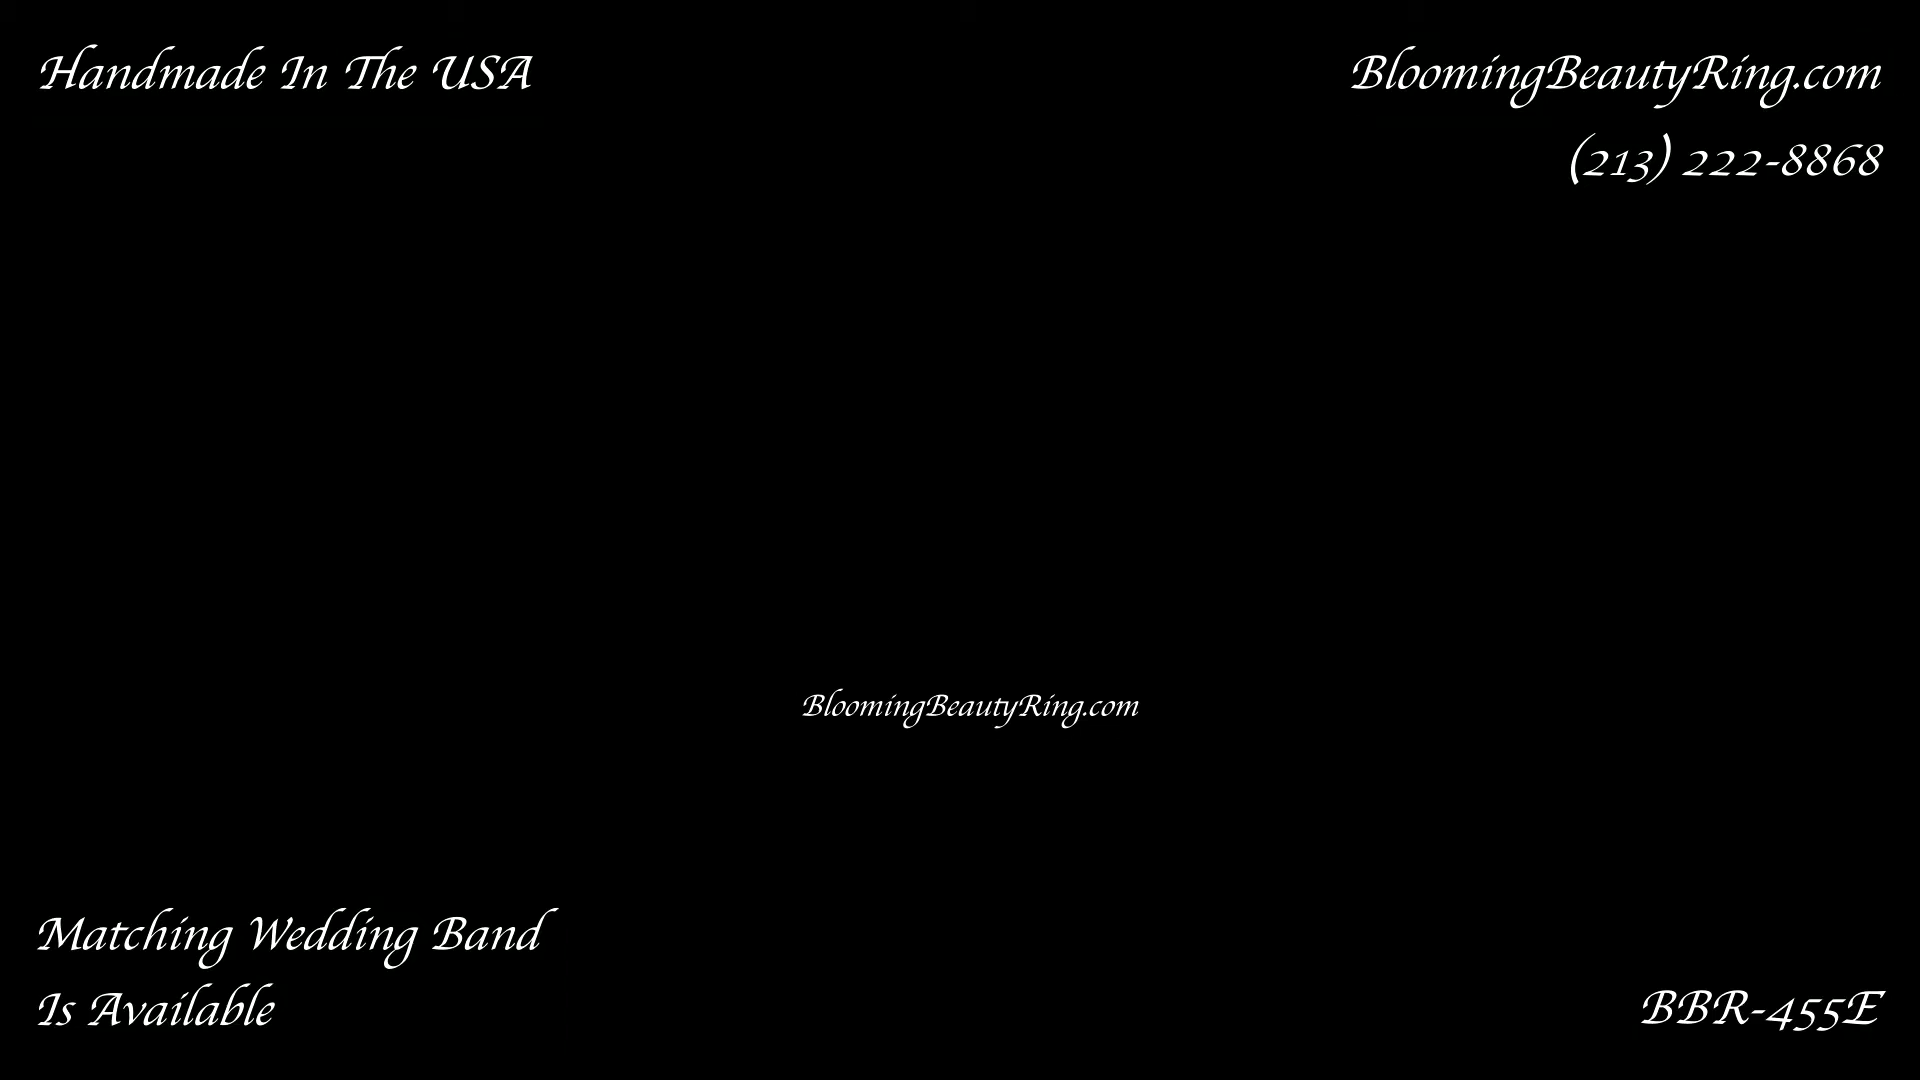 Handmade In The USA
BloomingBeautyRing.com
(213) 222-8868
BloomingBeautyRing.com
Matching Wedding Band
Is Available
BBR-455E